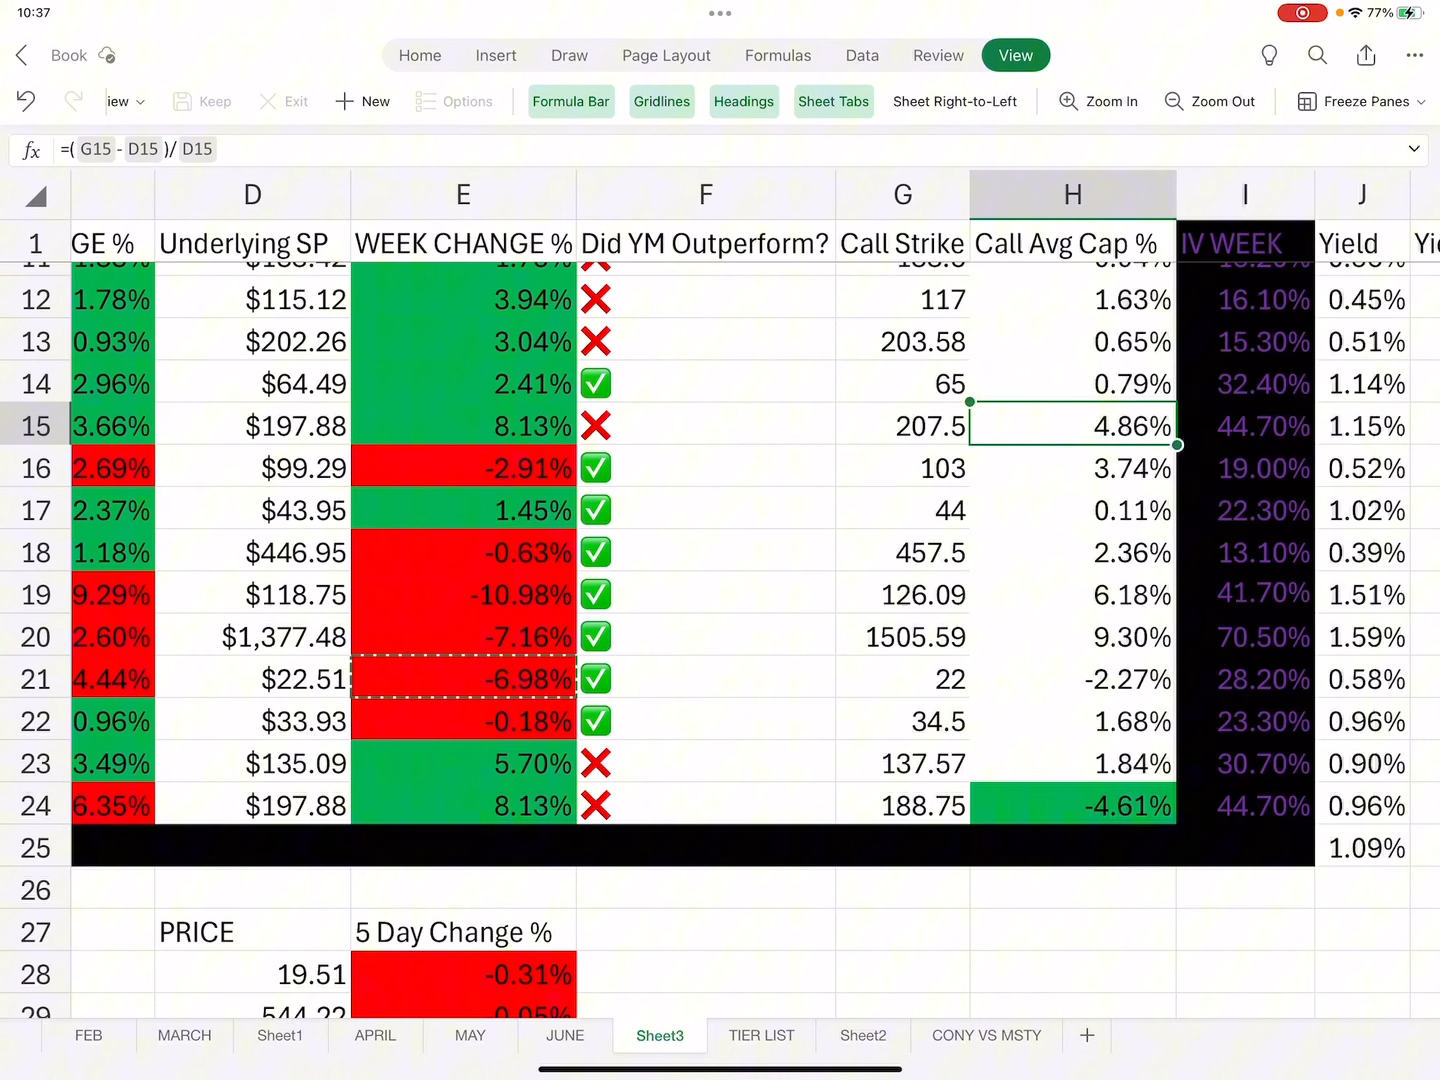 10:37
77%
Book
Home Insert Draw Page Layout Formulas Data Review View
iew Keep Exit New Options Formula Bar Gridlines Headings Sheet Tabs Sheet Right-to-Left Zoom In Zoom Out Freeze Panes
fx =( G15 - D15 )/ D15
D E F G H I J
1 GE % Underlying SP WEEK CHANGE % Did YM Outperform? Call Strike Call Avg Cap % IV WEEK Yield Yie
12 1.78% $115.12 3.94% ❌ 117 1.63% 16.10% 0.45%
13 0.93% $202.26 3.04% ❌ 203.58 0.65% 15.30% 0.51%
14 2.96% $64.49 2.41% ✅ 65 0.79% 32.40% 1.14%
15 3.66% $197.88 8.13% ❌ 207.5 4.86% 44.70% 1.15%
16 2.69% $99.29 -2.91% ✅ 103 3.74% 19.00% 0.52%
17 2.37% $43.95 1.45% ✅ 44 0.11% 22.30% 1.02%
18 1.18% $446.95 -0.63% ✅ 457.5 2.36% 13.10% 0.39%
19 9.29% $118.75 -10.98% ✅ 126.09 6.18% 41.70% 1.51%
20 2.60% $1,377.48 -7.16% ✅ 1505.59 9.30% 70.50% 1.59%
21 4.44% $22.51 -6.98% ✅ 22 -2.27% 28.20% 0.58%
22 0.96% $33.93 -0.18% ✅ 34.5 1.68% 23.30% 0.96%
23 3.49% $135.09 5.70% ❌ 137.57 1.84% 30.70% 0.90%
24 6.35% $197.88 8.13% ❌ 188.75 -4.61% 44.70% 0.96%
25 1.09%
26
27 PRICE 5 Day Change %
28 19.51 -0.31%
29 544.22 0.05%
FEB MARCH Sheet1 APRIL MAY JUNE Sheet3 TIER LIST Sheet2 CONY VS MSTY